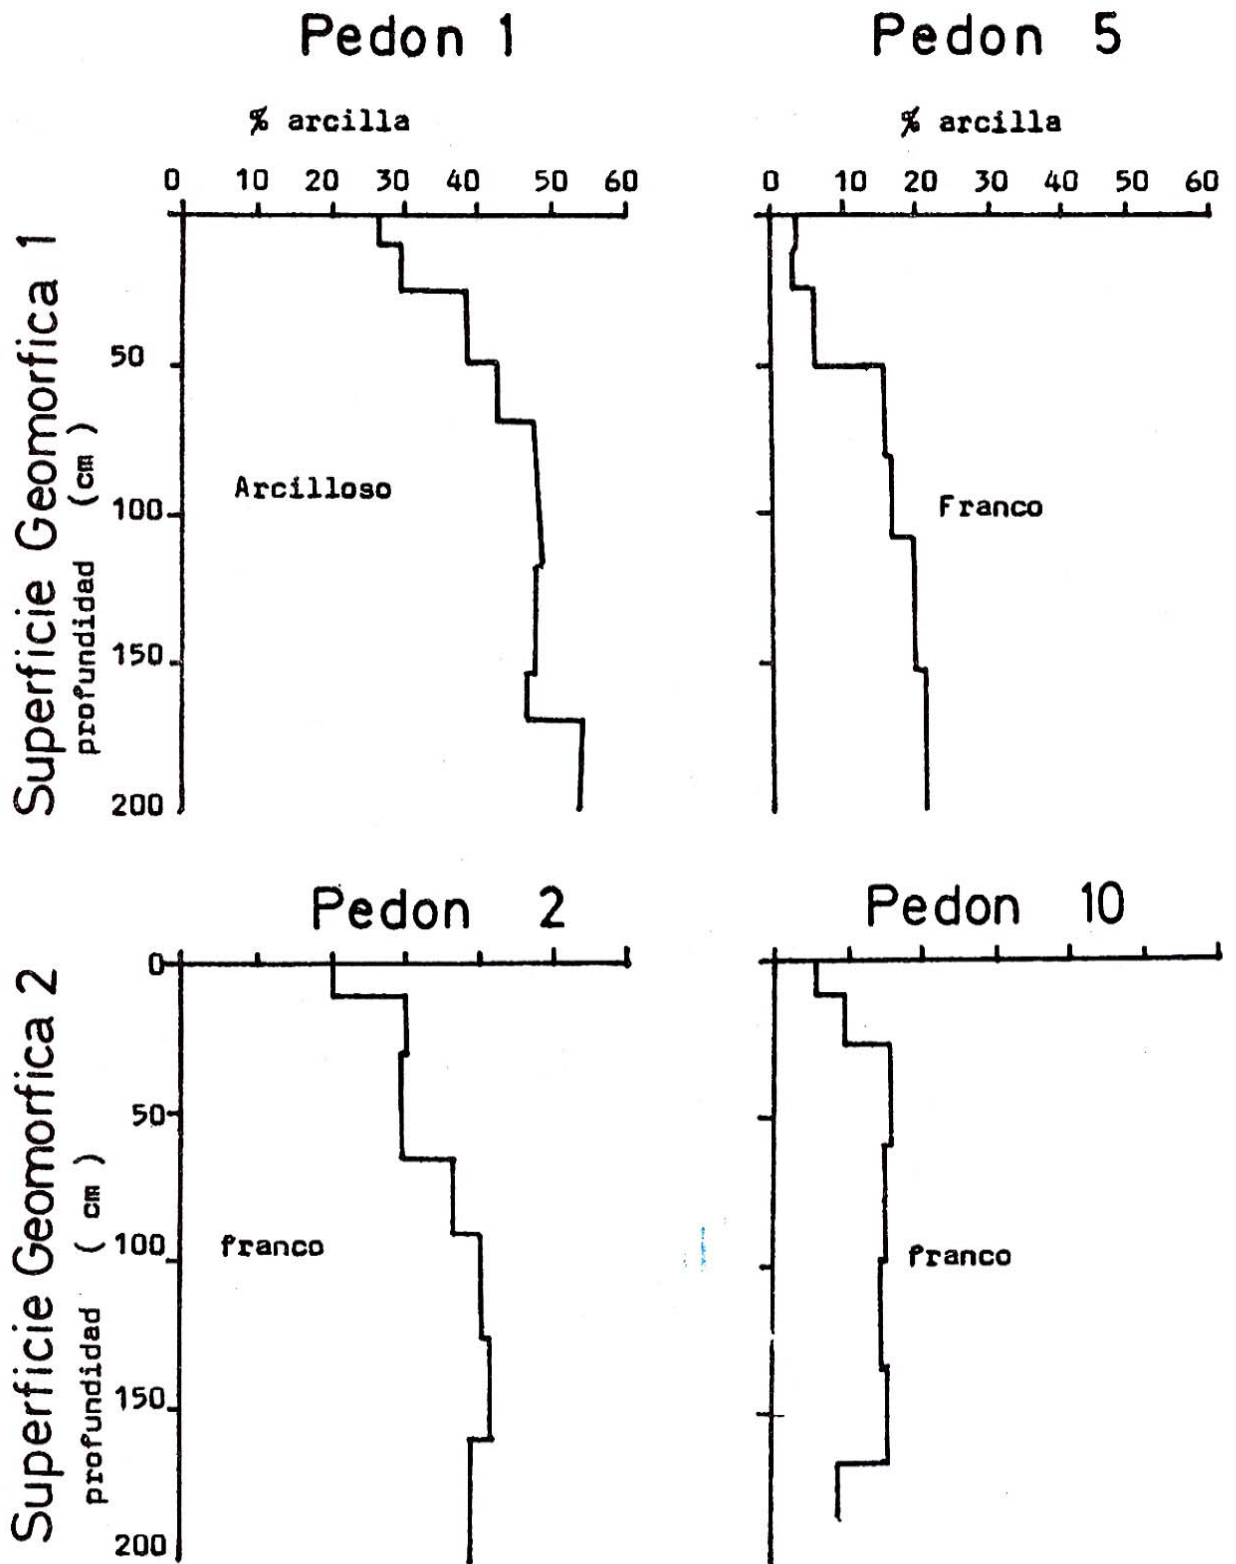 Pedon 1
Pedon 5
% arcilla
% arcilla
0 10 20 30 40 50 60
0 10 20 30 40 50 60
Superficie Geomorfica 1
profundidad (cm)
50
100
150
200
Arcilloso
Franco
Pedon 2
Pedon 10
Superficie Geomorfica 2
profundidad ( cm )
0
50
100
150
200
franco
franco